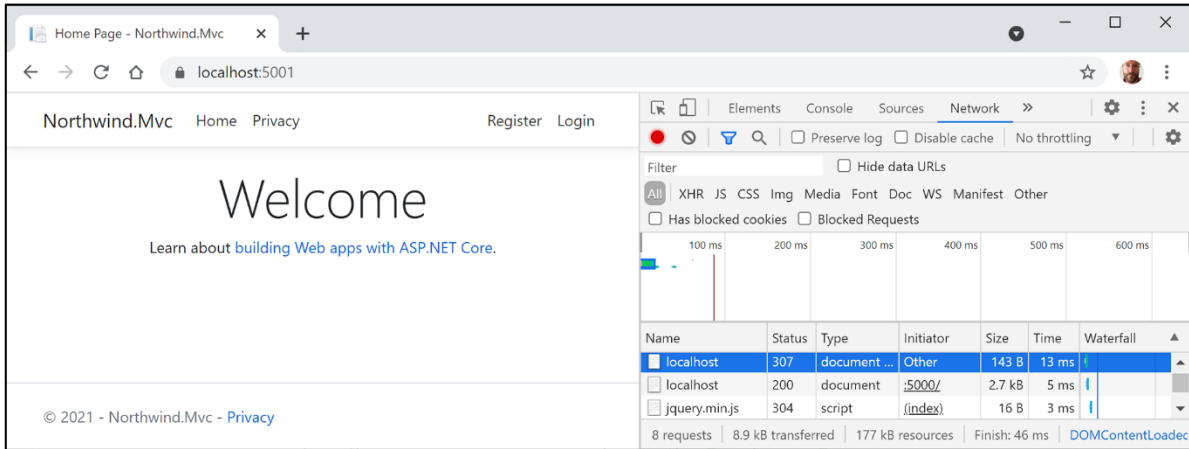 Home Page - Northwind.Mvc
localhost:5001
Northwind.Mvc Home Privacy Register Login
Welcome
Learn about building Web apps with ASP.NET Core.
© 2021 - Northwind.Mvc - Privacy
Elements Console Sources Network
Preserve log Disable cache No throttling
Filter Hide data URLs
All XHR JS CSS Img Media Font Doc WS Manifest Other
Has blocked cookies Blocked Requests
100 ms 200 ms 300 ms 400 ms 500 ms 600 ms
Name Status Type Initiator Size Time Waterfall
localhost 307 document ... Other 143 B 13 ms
localhost 200 document :5000/ 2.7 kB 5 ms
jquery.min.js 304 script (index) 16 B 3 ms
8 requests 8.9 kB transferred 177 kB resources Finish: 46 ms DOMContentLoadec